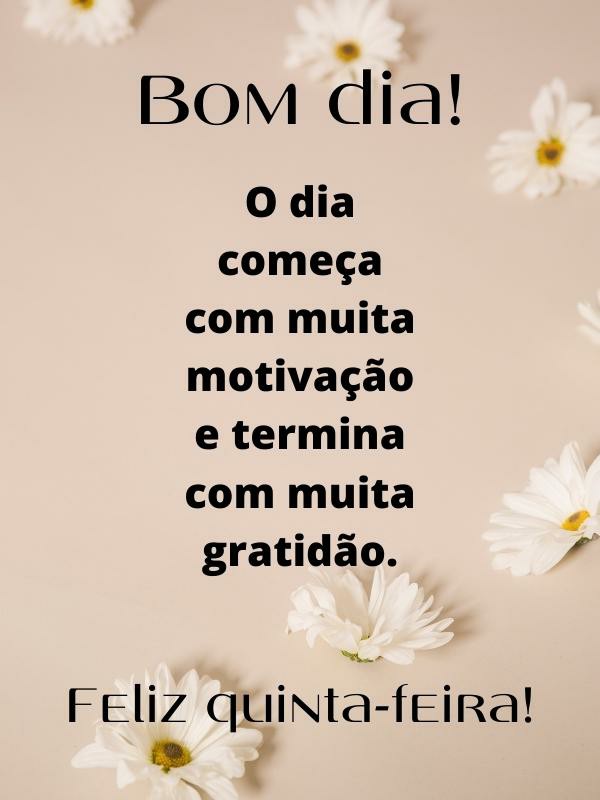 Bom dia!
O dia
começa
com muita
motivação
e termina
com muita
gratidão.
Feliz quinta-feira!